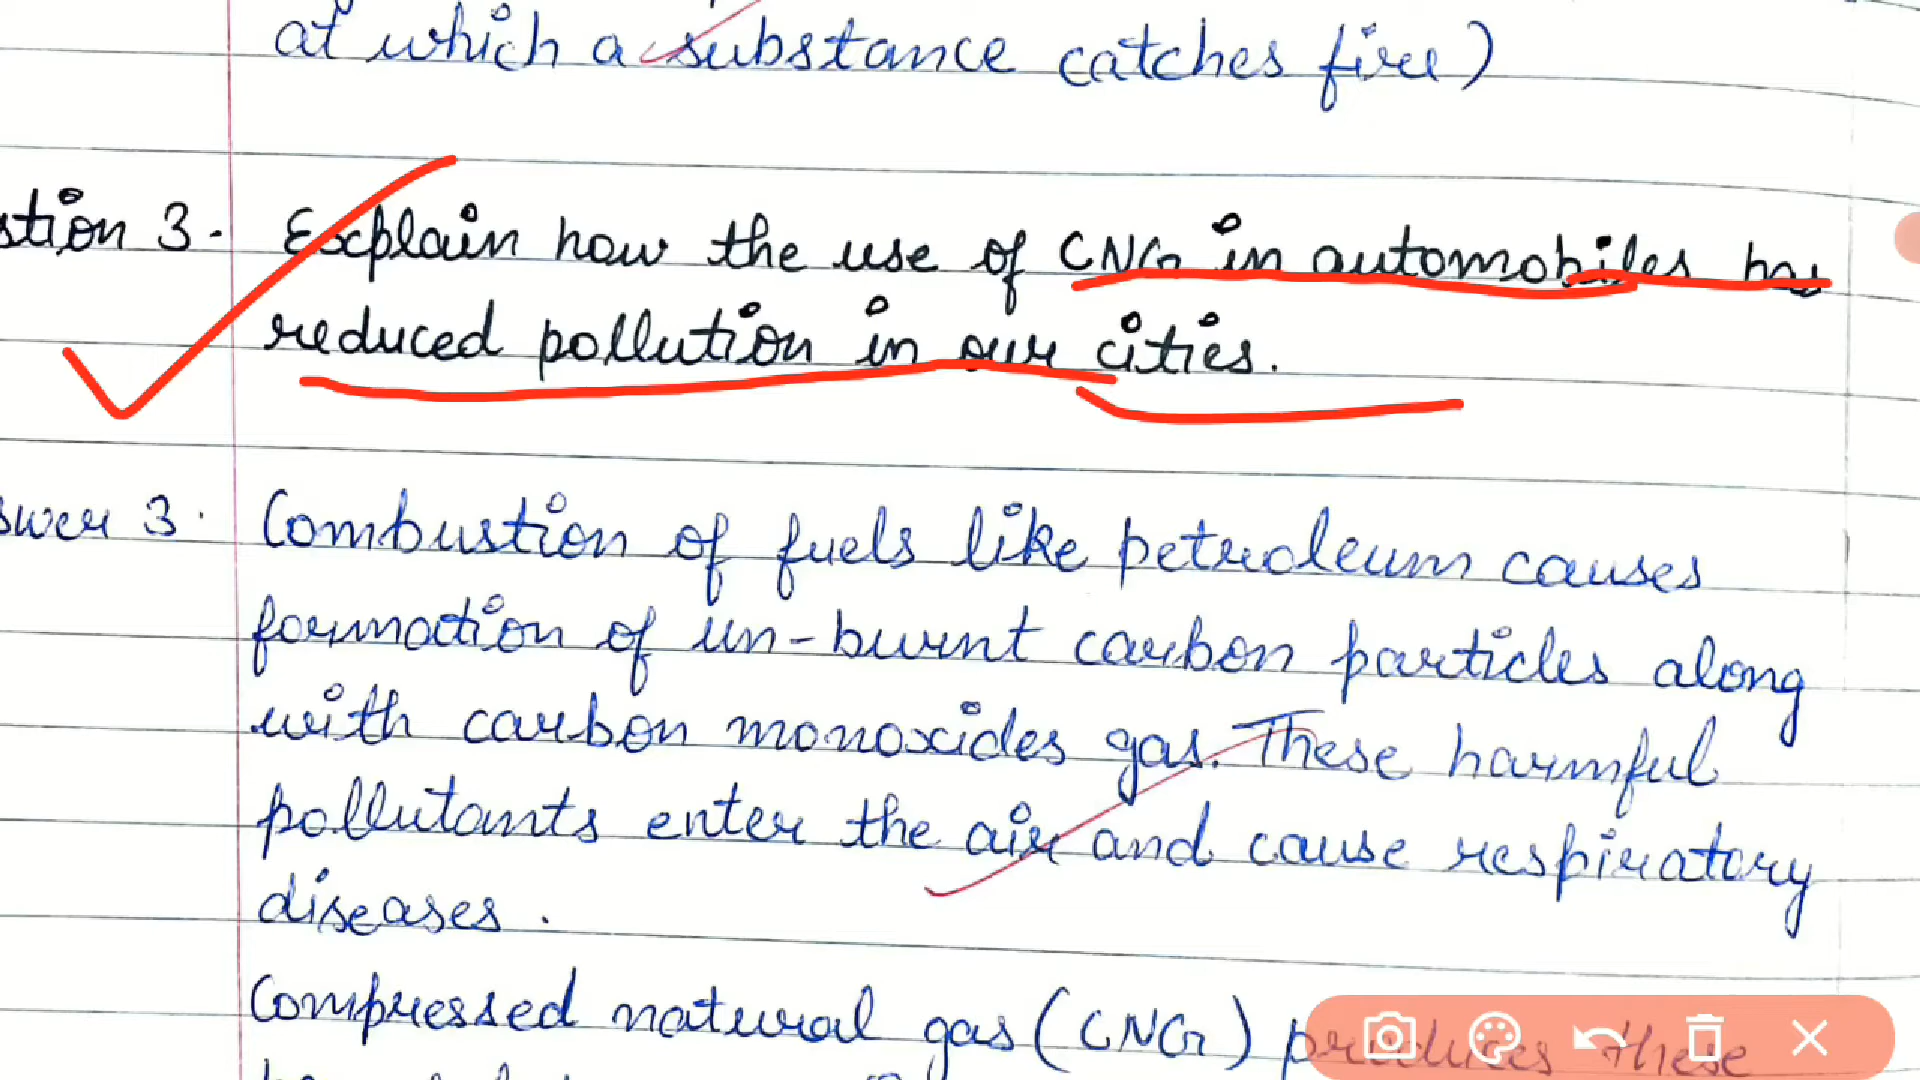 at which a substance catches fire)
stion 3. Explain how the use of CNG in automobiles has
reduced pollution in our cities.
swer 3. Combustion of fuels like petroleum causes
formation of un-burnt carbon particles along
with carbon monoxides gas. These harmful
pollutants enter the air and cause respiratory
diseases.
Compressed natural gas (CNG) produces these